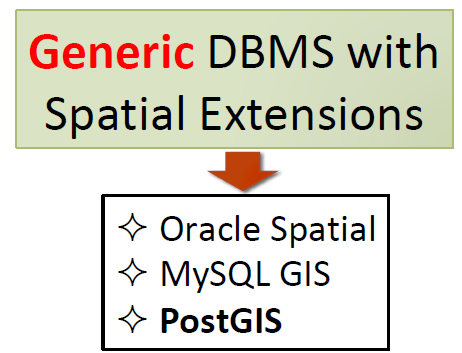 Generic DBMS with
Spatial Extensions
✧ Oracle Spatial
✧ MySQL GIS
✧ PostGIS